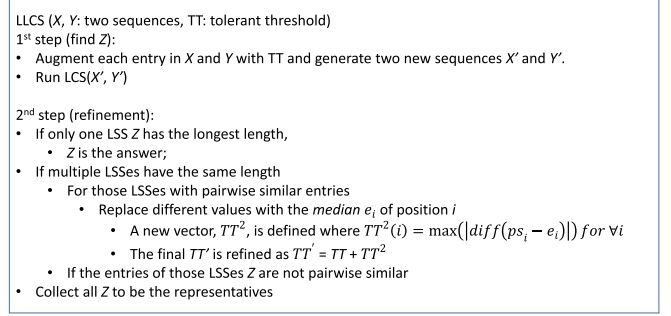 LLCS (X, Y: two sequences, TT: tolerant threshold)
1st step (find Z):
• Augment each entry in X and Y with TT and generate two new sequences X′ and Y′.
• Run LCS(X′, Y′)
2nd step (refinement):
• If only one LSS Z has the longest length,
• Z is the answer;
• If multiple LSSes have the same length
• For those LSSes with pairwise similar entries
• Replace different values with the median eᵢ of position i
• A new vector, TT², is defined where TT²(i) = max(|diff(psᵢ − eᵢ)|) for ∀i
• The final TT′ is refined as TT′ = TT + TT²
• If the entries of those LSSes Z are not pairwise similar
• Collect all Z to be the representatives